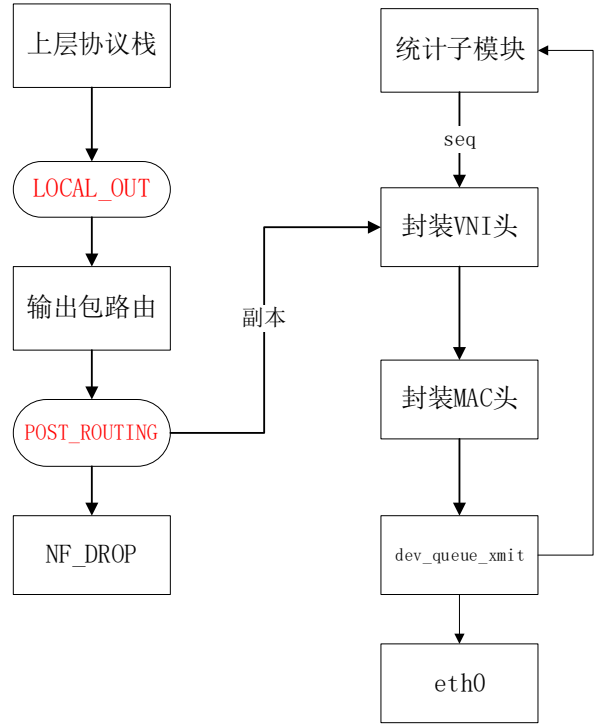 上层协议栈
LOCAL_OUT
输出包路由
POST_ROUTING
NF_DROP
副本
统计子模块
seq
封装VNI头
封装MAC头
dev_queue_xmit
eth0